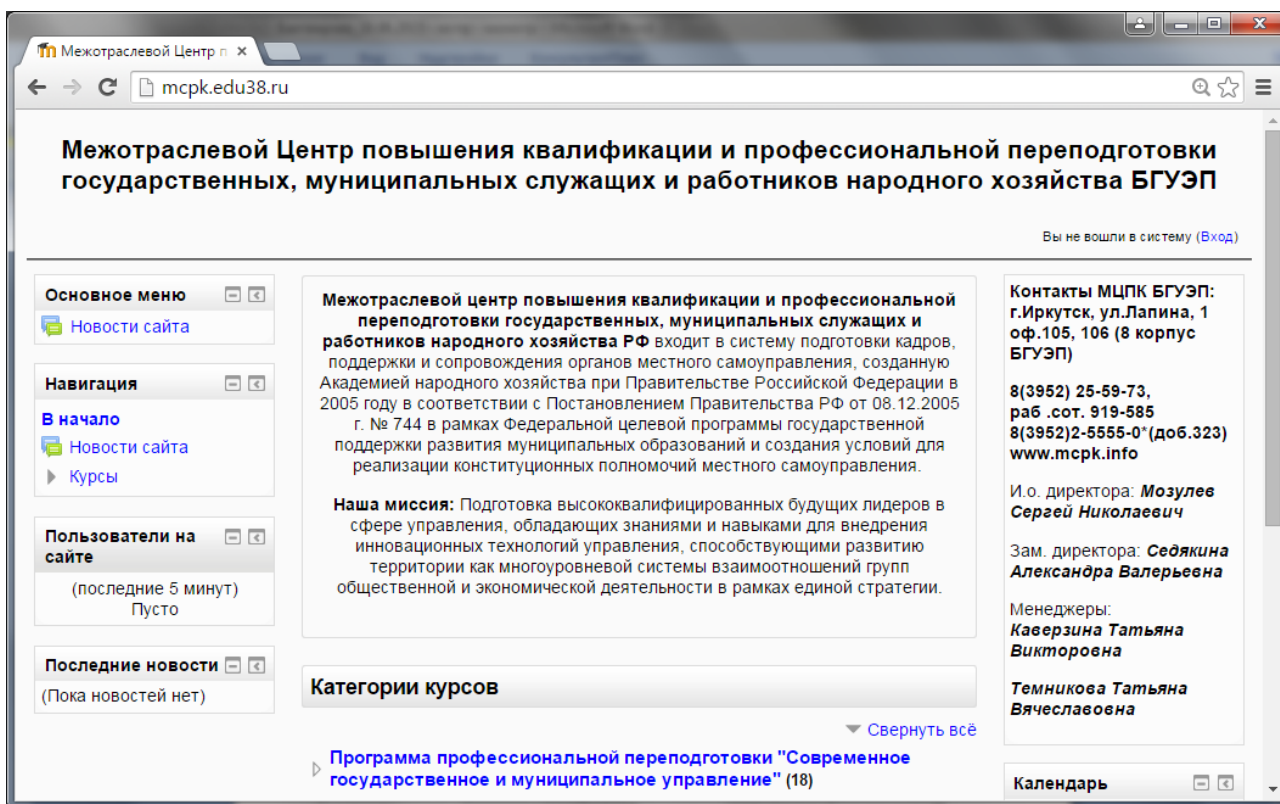 Межотраслевой Центр п
mcpk.edu38.ru
Межотраслевой Центр повышения квалификации и профессиональной переподготовки
государственных, муниципальных служащих и работников народного хозяйства БГУЭП
Вы не вошли в систему (Вход)
Основное меню
Новости сайта
Навигация
В начало
Новости сайта
Курсы
Пользователи на
сайте
(последние 5 минут)
Пусто
Последние новости
(Пока новостей нет)
Межотраслевой центр повышения квалификации и профессиональной
переподготовки государственных, муниципальных служащих и
работников народного хозяйства РФ входит в систему подготовки кадров,
поддержки и сопровождения органов местного самоуправления, созданную
Академией народного хозяйства при Правительстве Российской Федерации в
2005 году в соответствии с Постановлением Правительства РФ от 08.12.2005
г. № 744 в рамках Федеральной целевой программы государственной
поддержки развития муниципальных образований и создания условий для
реализации конституционных полномочий местного самоуправления.
Наша миссия: Подготовка высококвалифицированных будущих лидеров в
сфере управления, обладающих знаниями и навыками для внедрения
инновационных технологий управления, способствующими развитию
территории как многоуровневой системы взаимоотношений групп
общественной и экономической деятельности в рамках единой стратегии.
Категории курсов
Свернуть всё
Программа профессиональной переподготовки "Современное
государственное и муниципальное управление" (18)
Контакты МЦПК БГУЭП:
г.Иркутск, ул.Лапина, 1
оф.105, 106 (8 корпус
БГУЭП)
8(3952) 25-59-73,
раб .сот. 919-585
8(3952)2-5555-0*(доб.323)
www.mcpk.info
И.о. директора: Мозулев
Сергей Николаевич
Зам. директора: Седякина
Александра Валерьевна
Менеджеры:
Каверзина Татьяна
Викторовна
Темникова Татьяна
Вячеславовна
Календарь